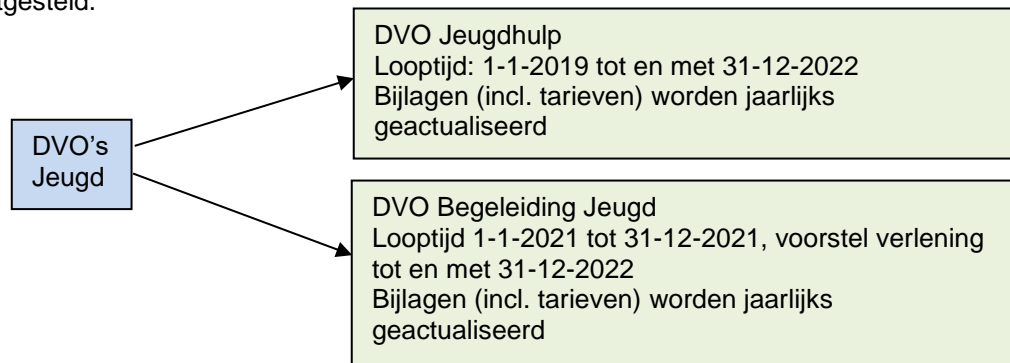 tgesteld.
DVO Jeugdhulp
Looptijd: 1-1-2019 tot en met 31-12-2022
Bijlagen (incl. tarieven) worden jaarlijks
geactualiseerd
DVO's
Jeugd
DVO Begeleiding Jeugd
Looptijd 1-1-2021 tot 31-12-2021, voorstel verlening
tot en met 31-12-2022
Bijlagen (incl. tarieven) worden jaarlijks
geactualiseerd